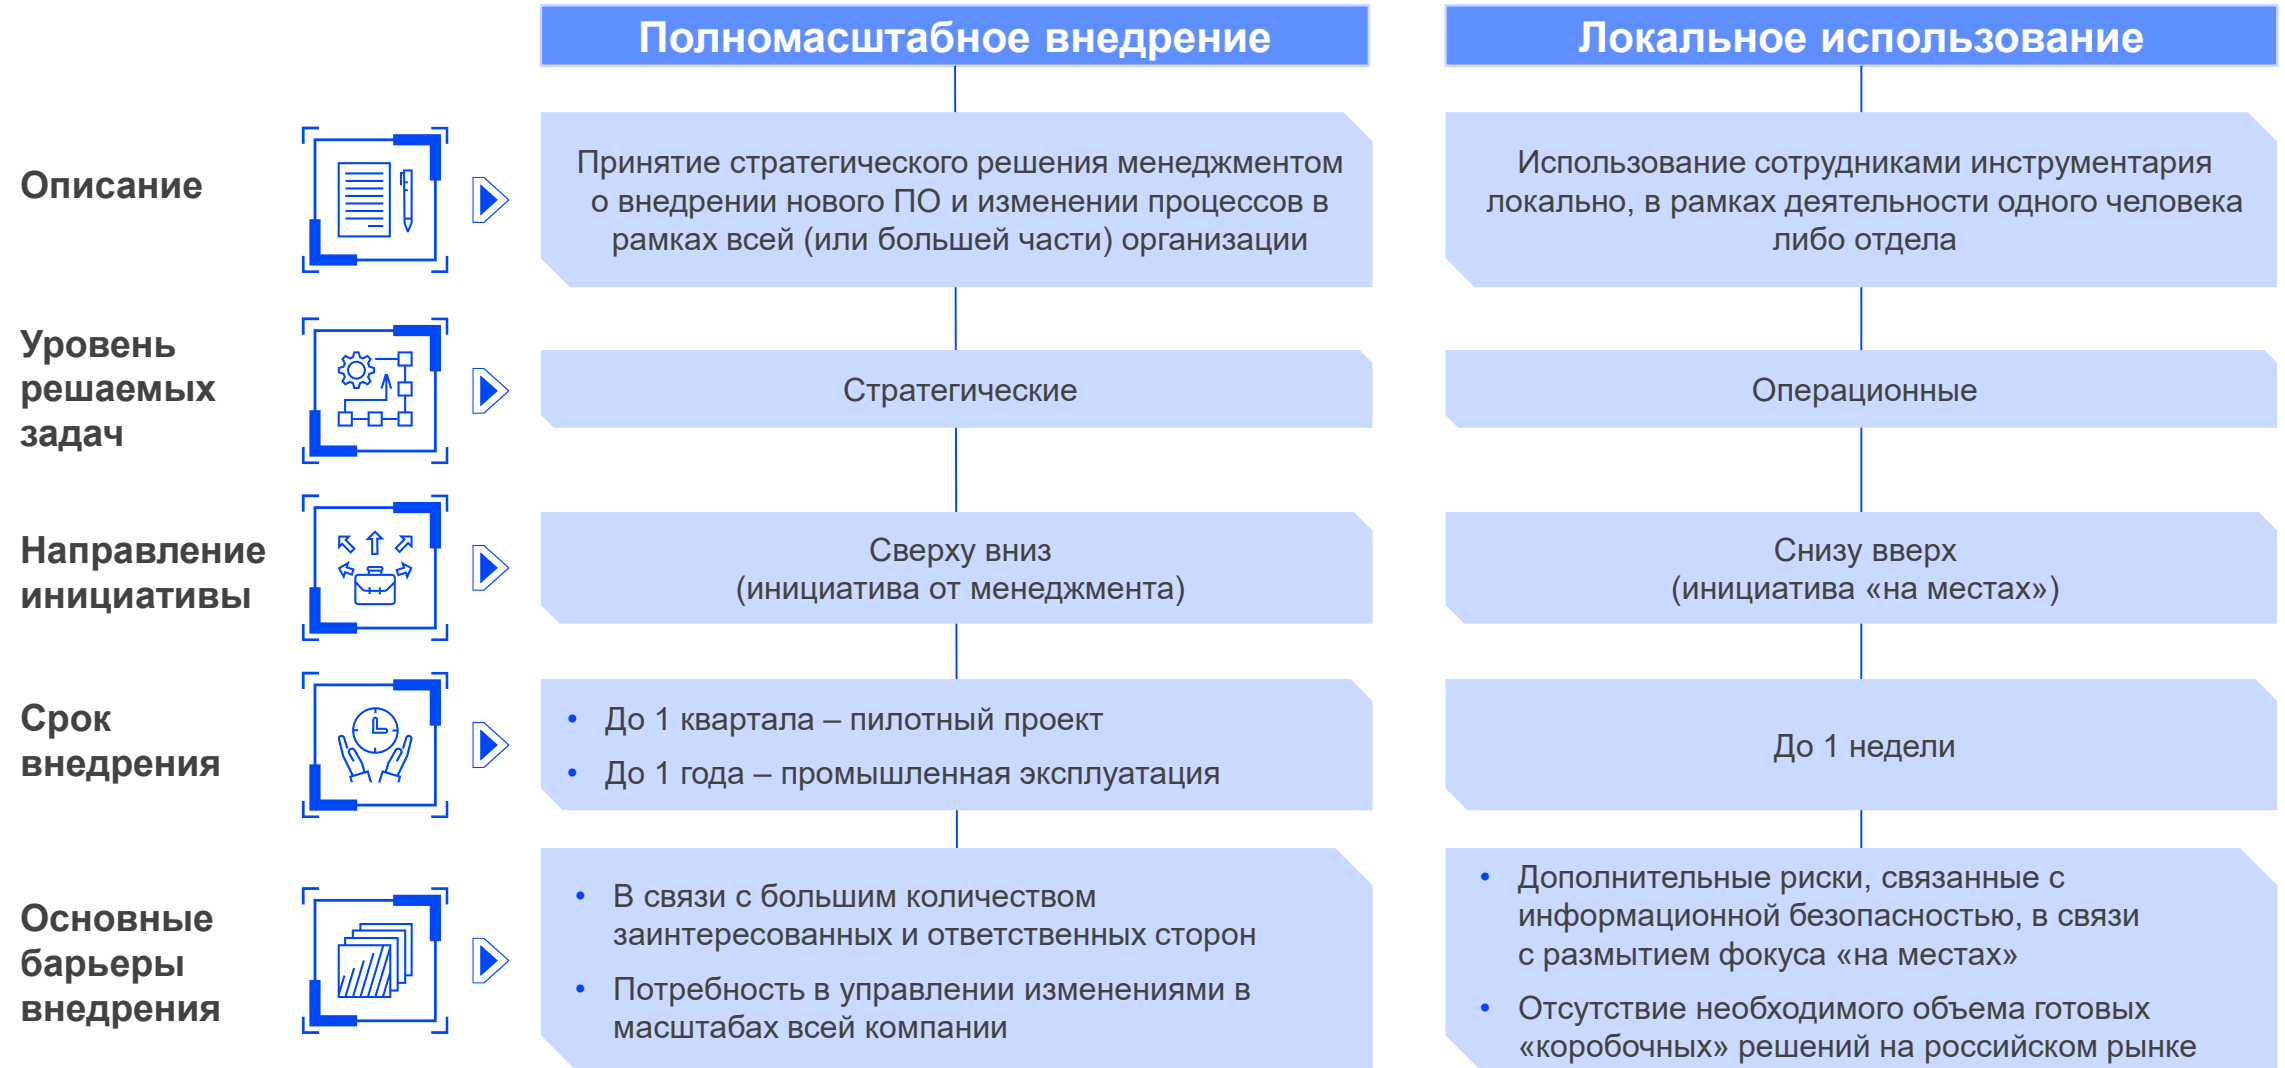 Полномасштабное внедрение
Локальное использование
Описание
Принятие стратегического решения менеджментом
о внедрении нового ПО и изменении процессов в
рамках всей (или большей части) организации
Использование сотрудниками инструментария
локально, в рамках деятельности одного человека
либо отдела
Уровень
решаемых
задач
Стратегические
Операционные
Направление
инициативы
Сверху вниз
(инициатива от менеджмента)
Снизу вверх
(инициатива «на местах»)
Срок
внедрения
• До 1 квартала – пилотный проект
• До 1 года – промышленная эксплуатация
До 1 недели
Основные
барьеры
внедрения
• В связи с большим количеством
заинтересованных и ответственных сторон
• Потребность в управлении изменениями в
масштабах всей компании
• Дополнительные риски, связанные с
информационной безопасностью, в связи
с размытием фокуса «на местах»
• Отсутствие необходимого объема готовых
«коробочных» решений на российском рынке